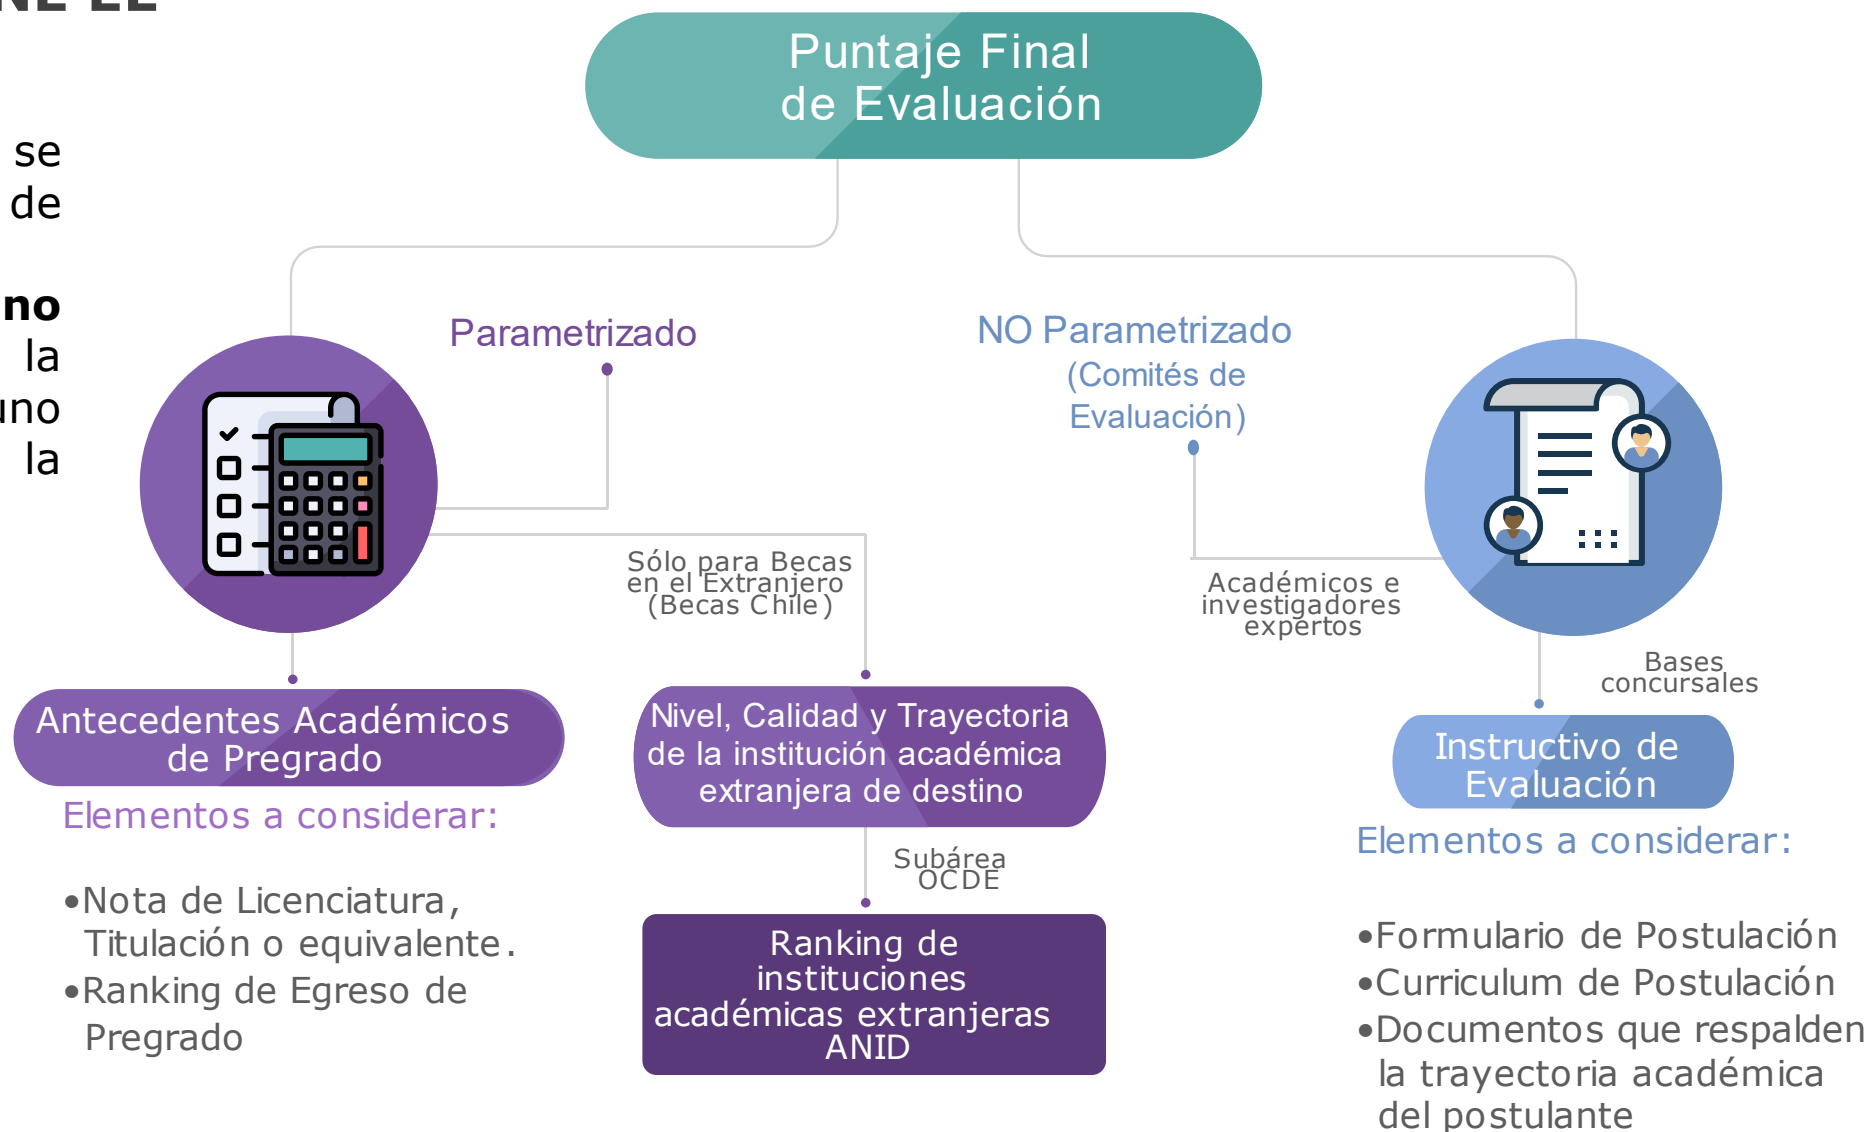 NE EL
se
de
no
la
uno
la
Puntaje Final
de Evaluación
Parametrizado
NO Parametrizado
(Comités de
Evaluación)
Sólo para Becas
en el Extranjero
(Becas Chile)
Académicos e
investigadores
expertos
Bases
concursales
Antecedentes Académicos
de Pregrado
Elementos a considerar:
•Nota de Licenciatura,
Titulación o equivalente.
•Ranking de Egreso de
Pregrado
Nivel, Calidad y Trayectoria
de la institución académica
extranjera de destino
Subárea
OCDE
Ranking de
instituciones
académicas extranjeras
ANID
Instructivo de
Evaluación
Elementos a considerar:
•Formulario de Postulación
•Curriculum de Postulación
•Documentos que respalden
la trayectoria académica
del postulante